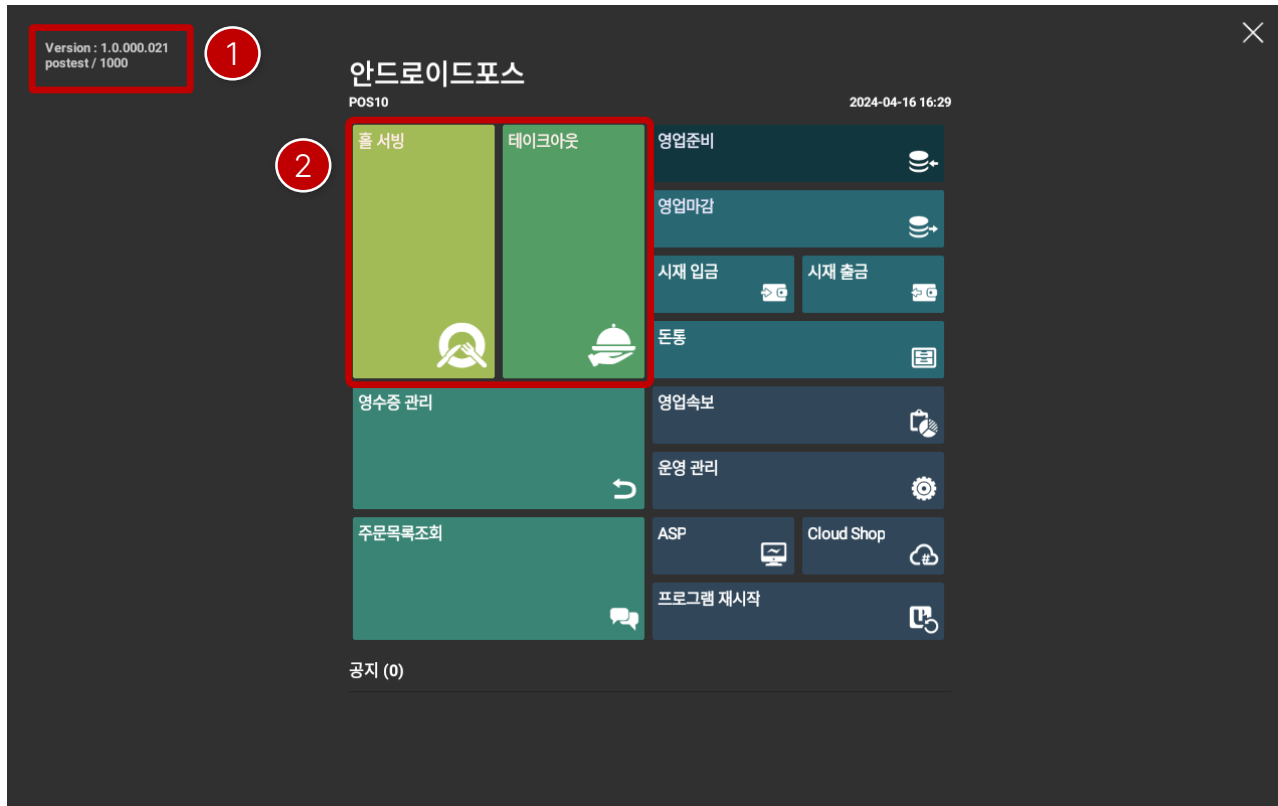 Version : 1.0.000.021
postest / 1000
1
안드로이드포스
POS10
2024-04-16 16:29
2
홀 서빙
테이크아웃
영업준비
영업마감
시재 입금
시재 출금
돈통
영수증 관리
영업속보
운영 관리
주문목록조회
ASP
Cloud Shop
프로그램 재시작
공지 (0)